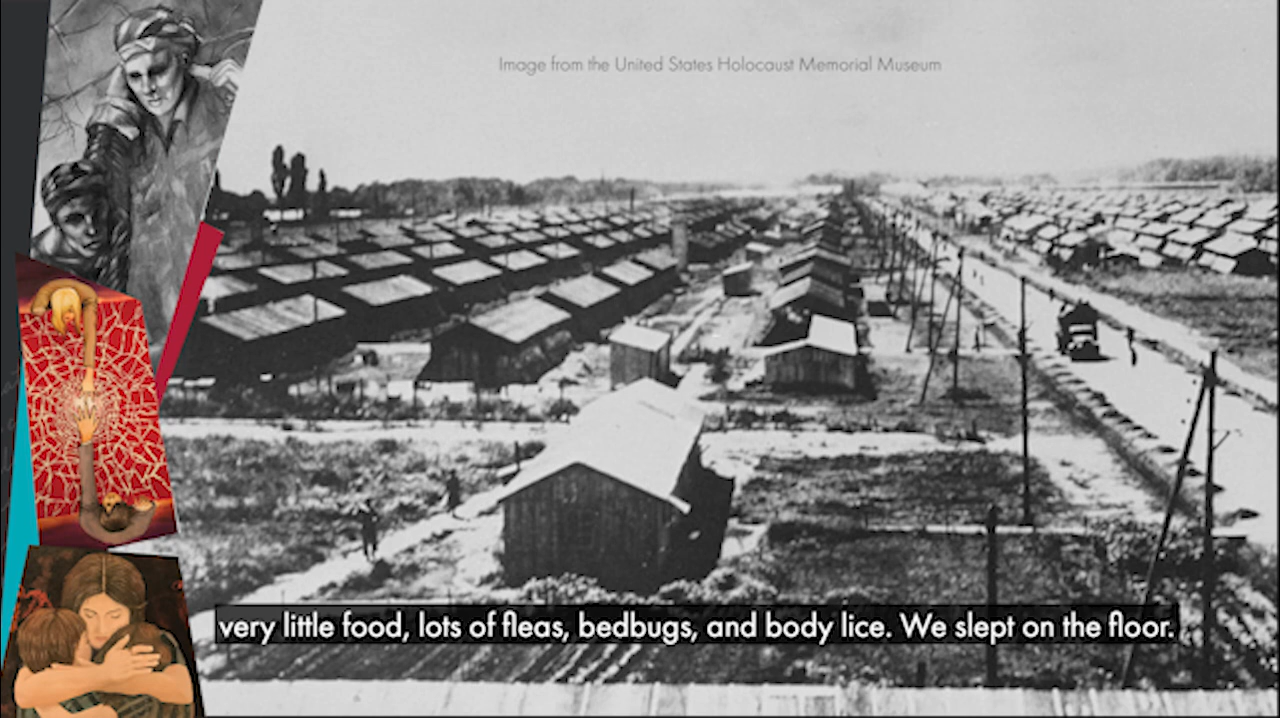 Image from the United States Holocaust Memorial Museum
very little food, lots of fleas, bedbugs, and body lice. We slept on the floor.